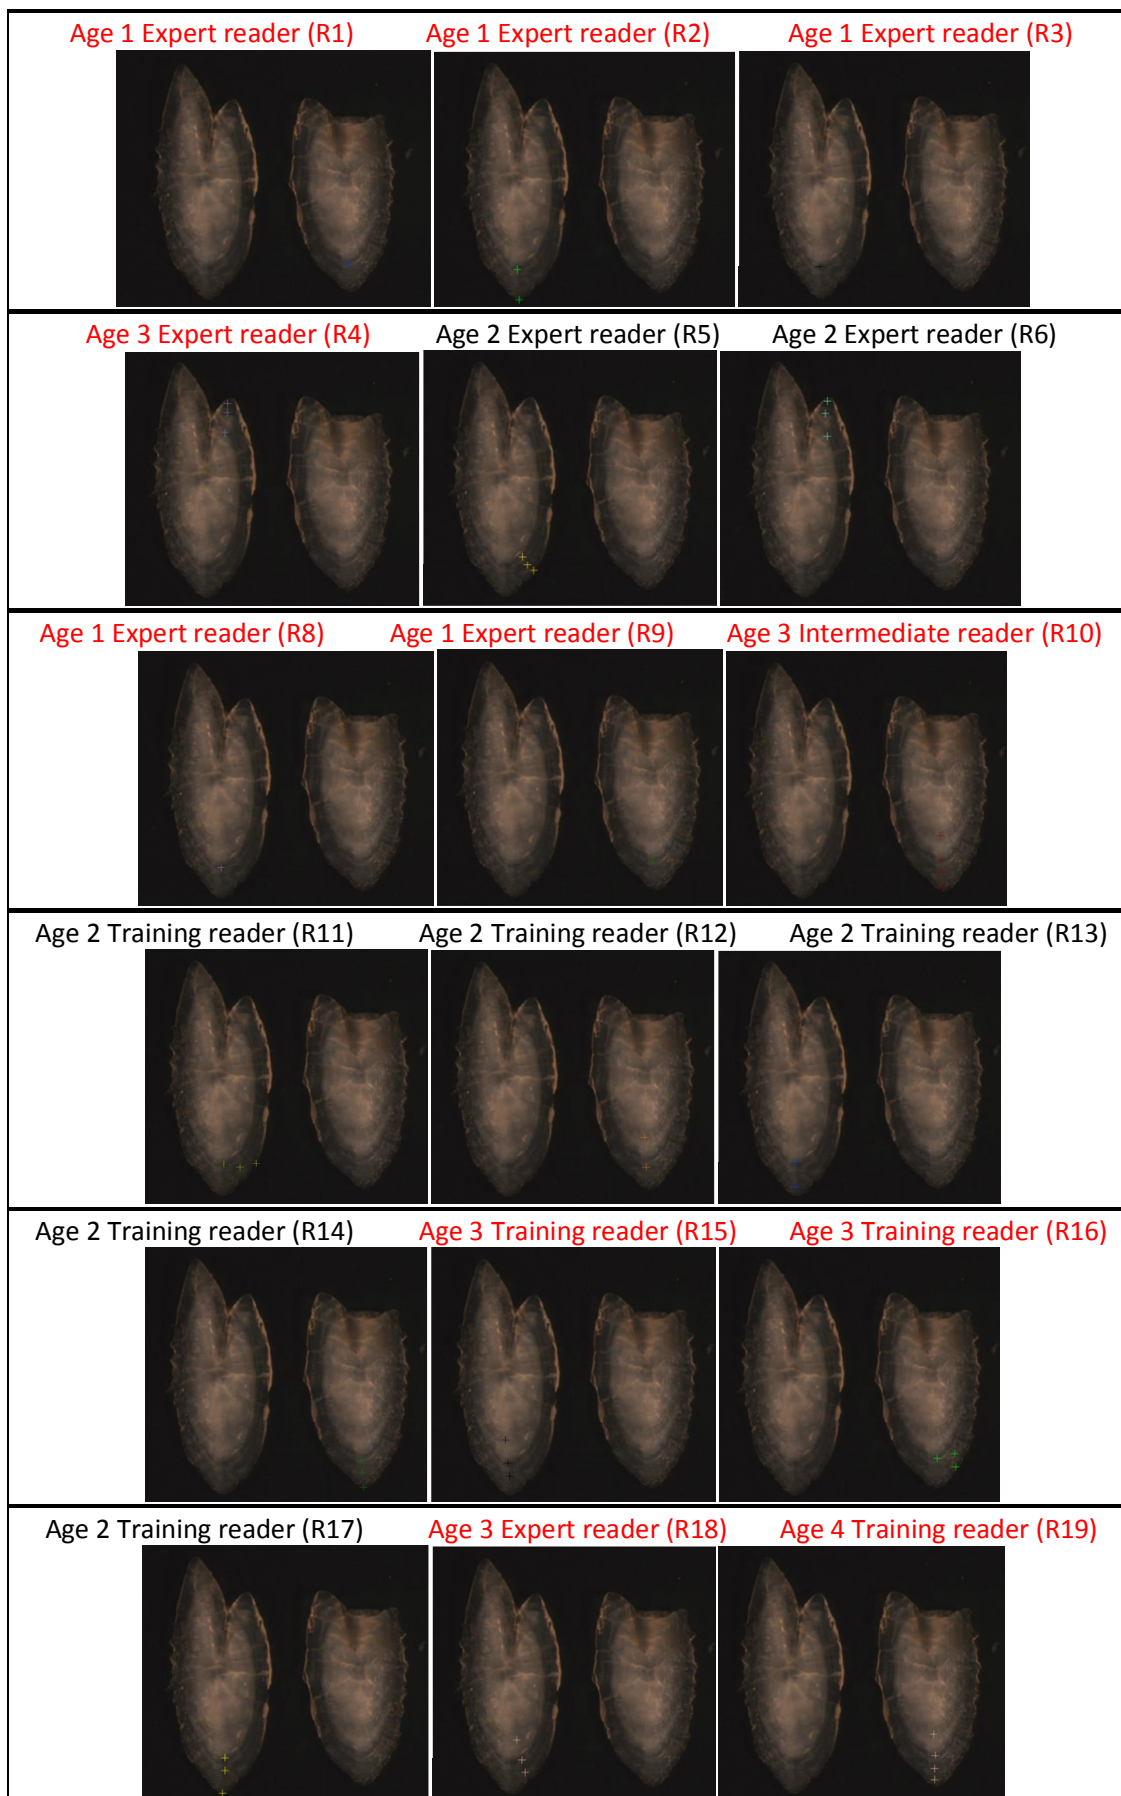 Age 1 Expert reader (R1) Age 1 Expert reader (R2) Age 1 Expert reader (R3)
Age 3 Expert reader (R4) Age 2 Expert reader (R5) Age 2 Expert reader (R6)
Age 1 Expert reader (R8) Age 1 Expert reader (R9) Age 3 Intermediate reader (R10)
Age 2 Training reader (R11) Age 2 Training reader (R12) Age 2 Training reader (R13)
Age 2 Training reader (R14) Age 3 Training reader (R15) Age 3 Training reader (R16)
Age 2 Training reader (R17) Age 3 Expert reader (R18) Age 4 Training reader (R19)